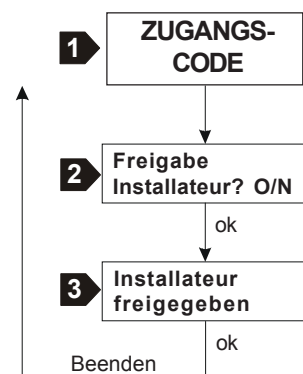 1
ZUGANGS-
CODE
2
Freigabe
Installateur? O/N
ok
3
Installateur
freigegeben
ok
Beenden